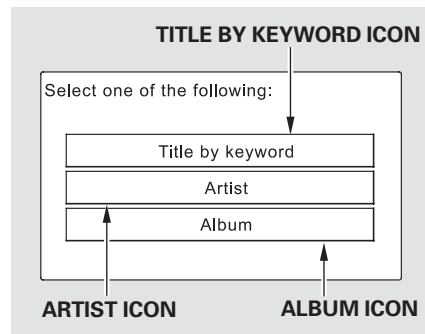 TITLE BY KEYWORD ICON
Select one of the following:
Title by keyword
Artist
Album
ARTIST ICON
ALBUM ICON